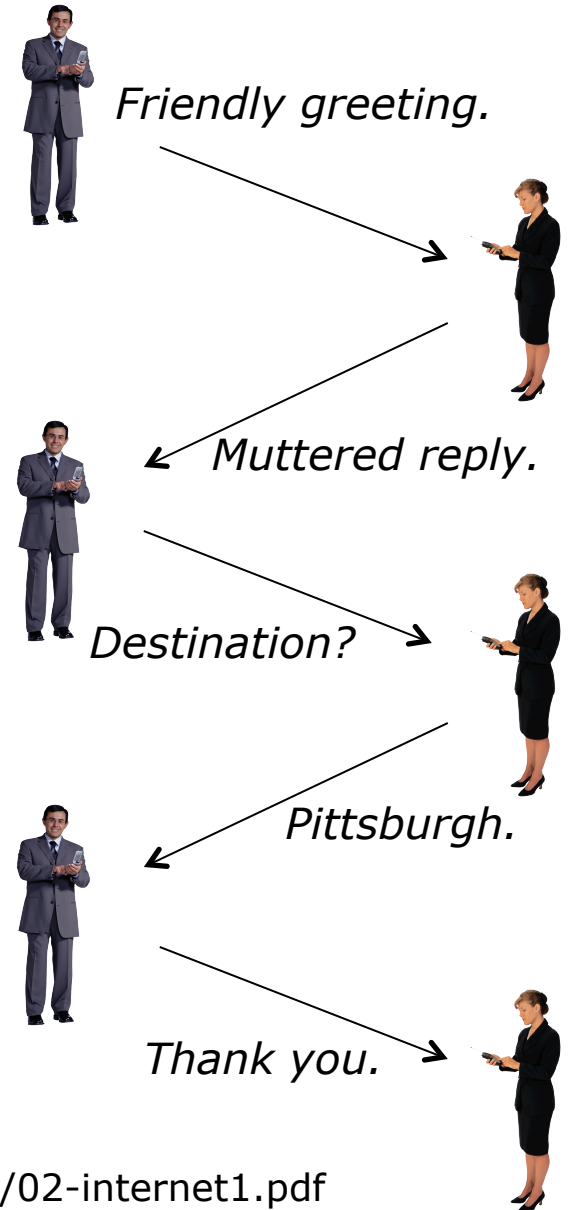 Friendly greeting.
Muttered reply.
Destination?
Pittsburgh.
Thank you.
/02-internet1.pdf